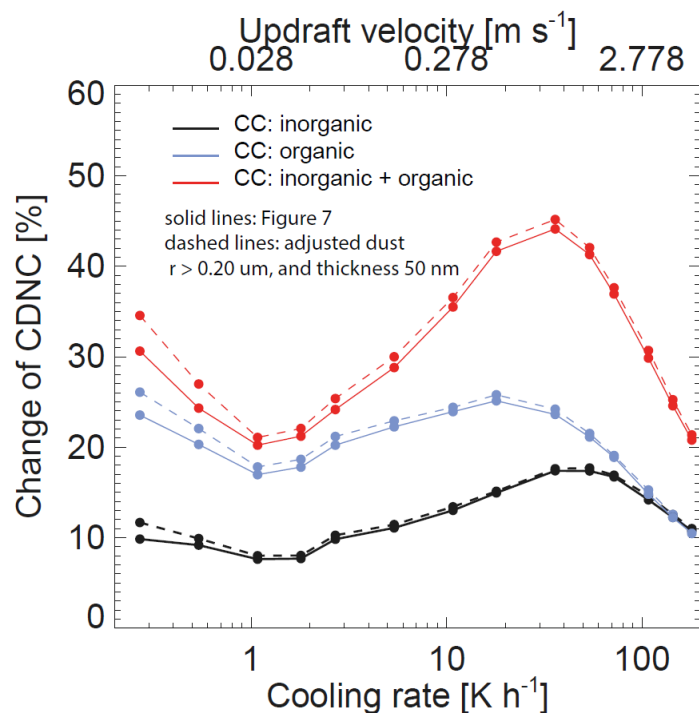 Updraft velocity [m s⁻¹]
0.028 0.278 2.778
60
50
40
30
20
10
0
Change of CDNC [%]
CC: inorganic
CC: organic
CC: inorganic + organic
solid lines: Figure 7
dashed lines: adjusted dust
r > 0.20 um, and thickness 50 nm
1 10 100
Cooling rate [K h⁻¹]